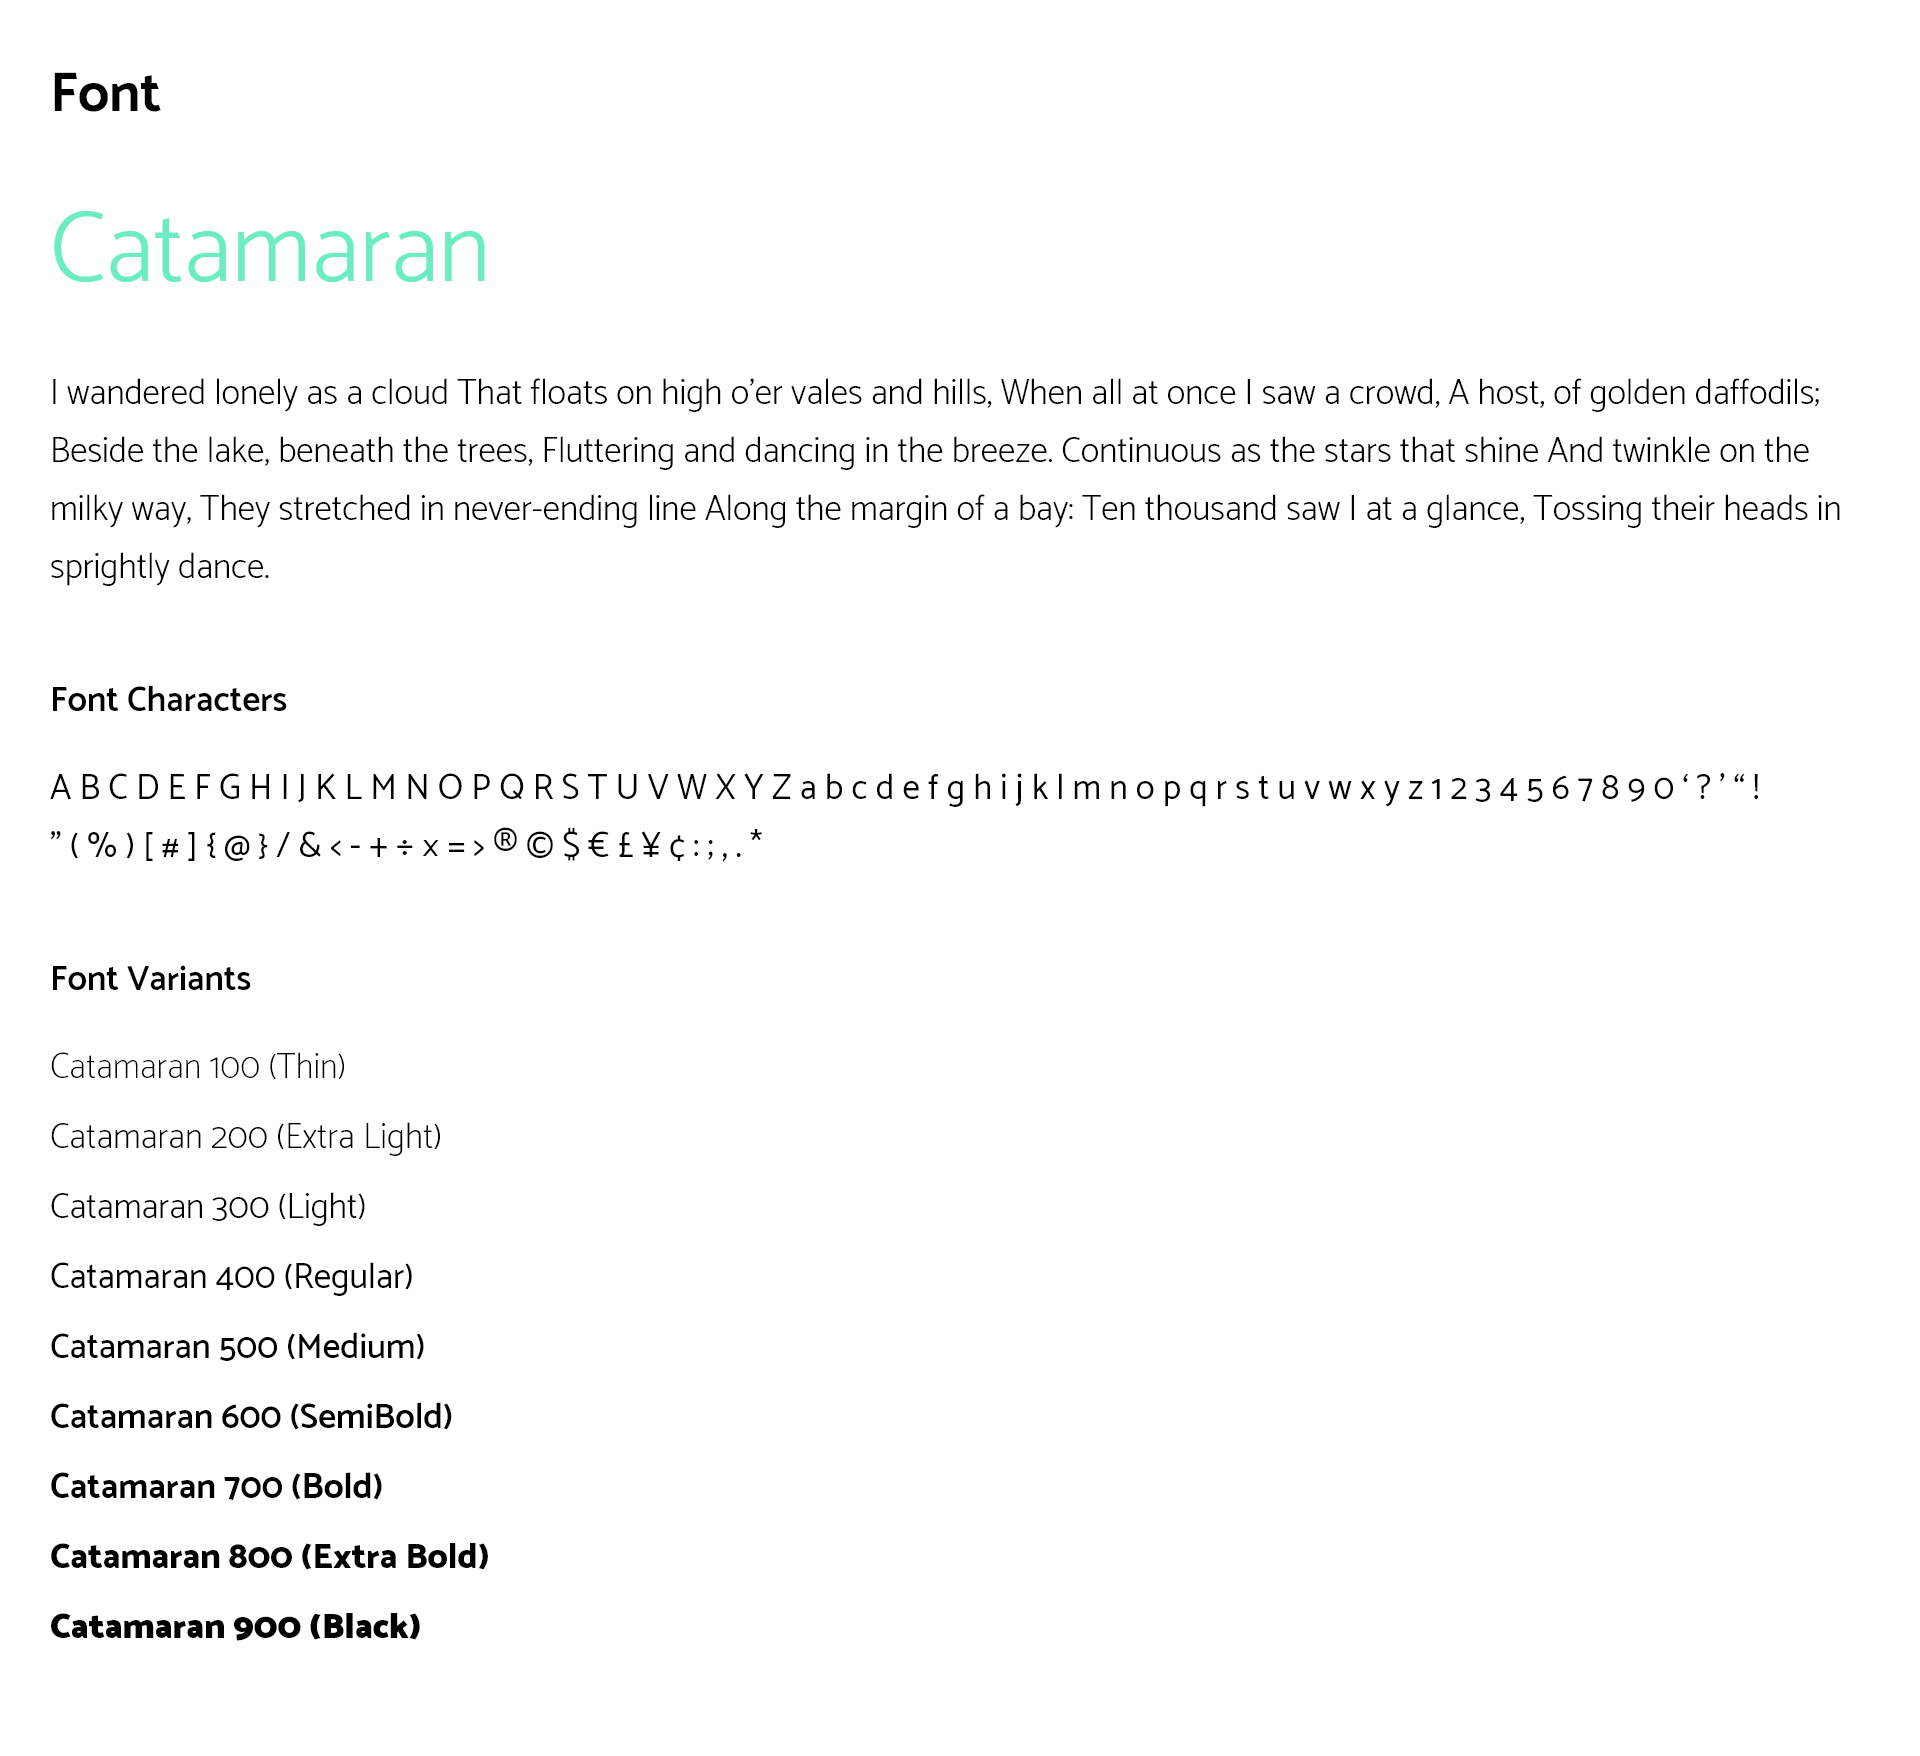 Font
Catamaran
I wandered lonely as a cloud That floats on high o’er vales and hills, When all at once I saw a crowd, A host, of golden daffodils;
Beside the lake, beneath the trees, Fluttering and dancing in the breeze. Continuous as the stars that shine And twinkle on the
milky way, They stretched in never-ending line Along the margin of a bay: Ten thousand saw I at a glance, Tossing their heads in
sprightly dance.
Font Characters
A B C D E F G H I J K L M N O P Q R S T U V W X Y Z a b c d e f g h i j k l m n o p q r s t u v w x y z 1 2 3 4 5 6 7 8 9 0 ‘ ? ’ “ !
” ( % ) [ # ] { @ } / & < - + ÷ x = > ® © $ € £ ¥ ¢ : ; , . *
Font Variants
Catamaran 100 (Thin)
Catamaran 200 (Extra Light)
Catamaran 300 (Light)
Catamaran 400 (Regular)
Catamaran 500 (Medium)
Catamaran 600 (SemiBold)
Catamaran 700 (Bold)
Catamaran 800 (Extra Bold)
Catamaran 900 (Black)